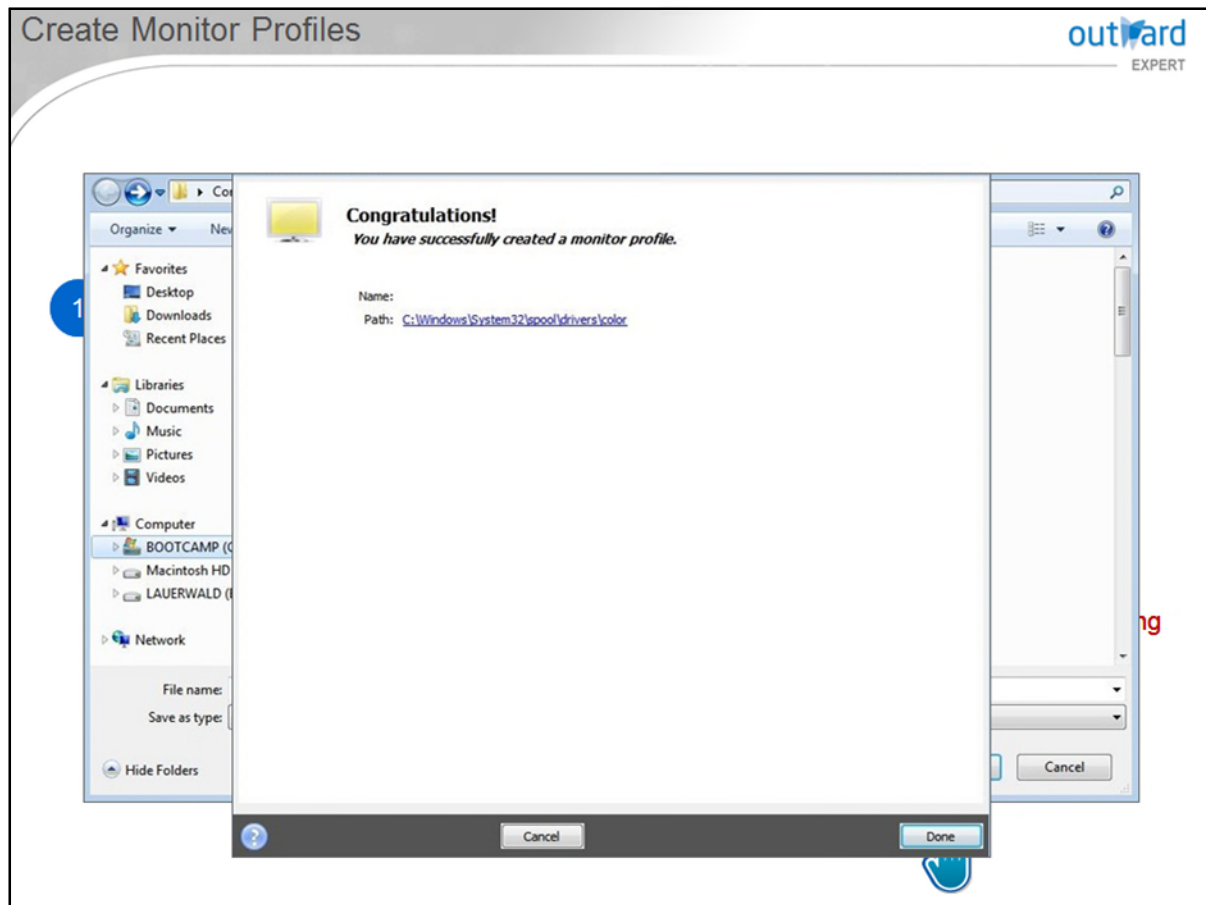 Create Monitor Profiles
outward
EXPERT
Organize
Favorites
Desktop
Downloads
Recent Places
Libraries
Documents
Music
Pictures
Videos
Computer
BOOTCAMP
Macintosh HD
LAUERWALD
Network
File name:
Save as type:
Hide Folders
Cancel
1
Congratulations!
You have successfully created a monitor profile.
Name:
Path: C:\Windows\System32\spool\drivers\color
Cancel
Done